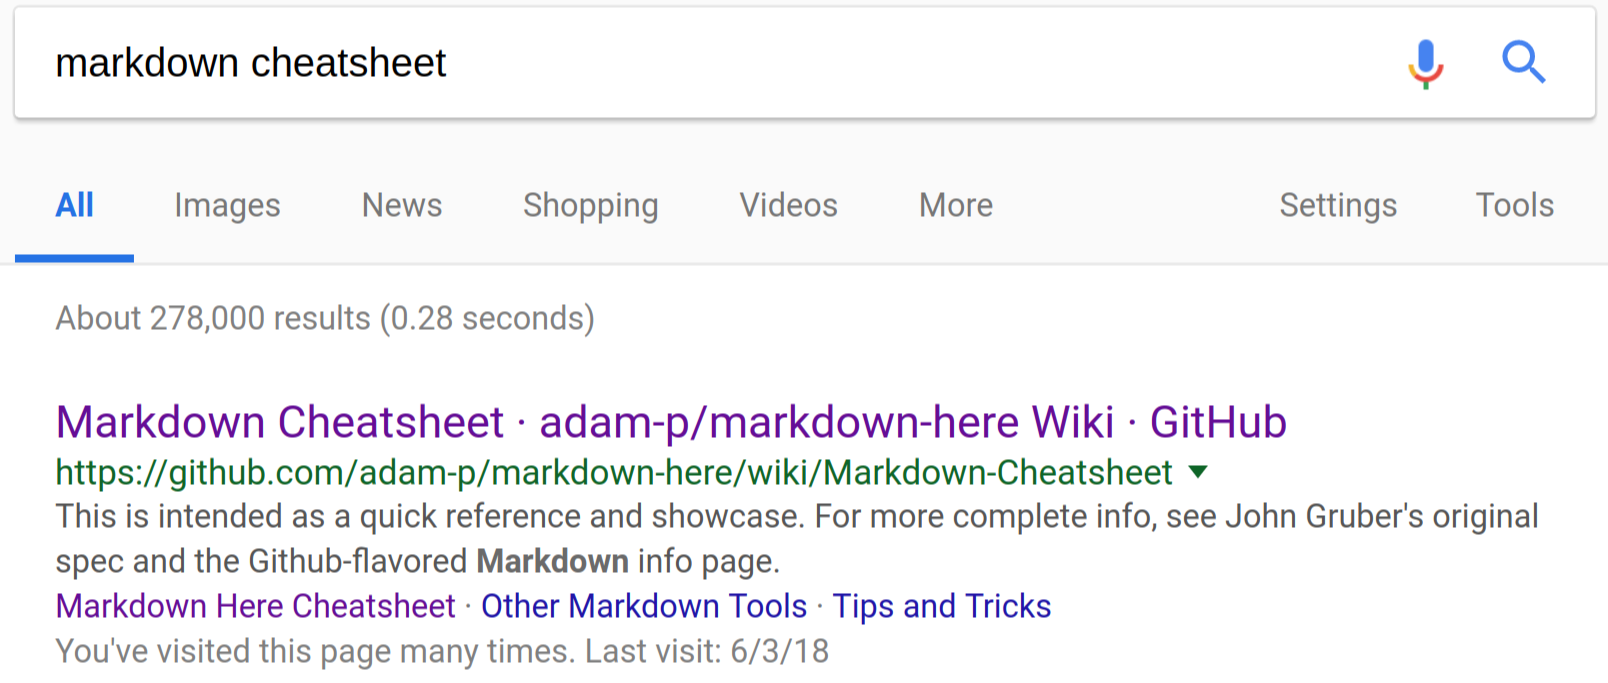 markdown cheatsheet
All Images News Shopping Videos More Settings Tools
About 278,000 results (0.28 seconds)
Markdown Cheatsheet · adam-p/markdown-here Wiki · GitHub
https://github.com/adam-p/markdown-here/wiki/Markdown-Cheatsheet
This is intended as a quick reference and showcase. For more complete info, see John Gruber's original
spec and the Github-flavored Markdown info page.
Markdown Here Cheatsheet · Other Markdown Tools · Tips and Tricks
You've visited this page many times. Last visit: 6/3/18